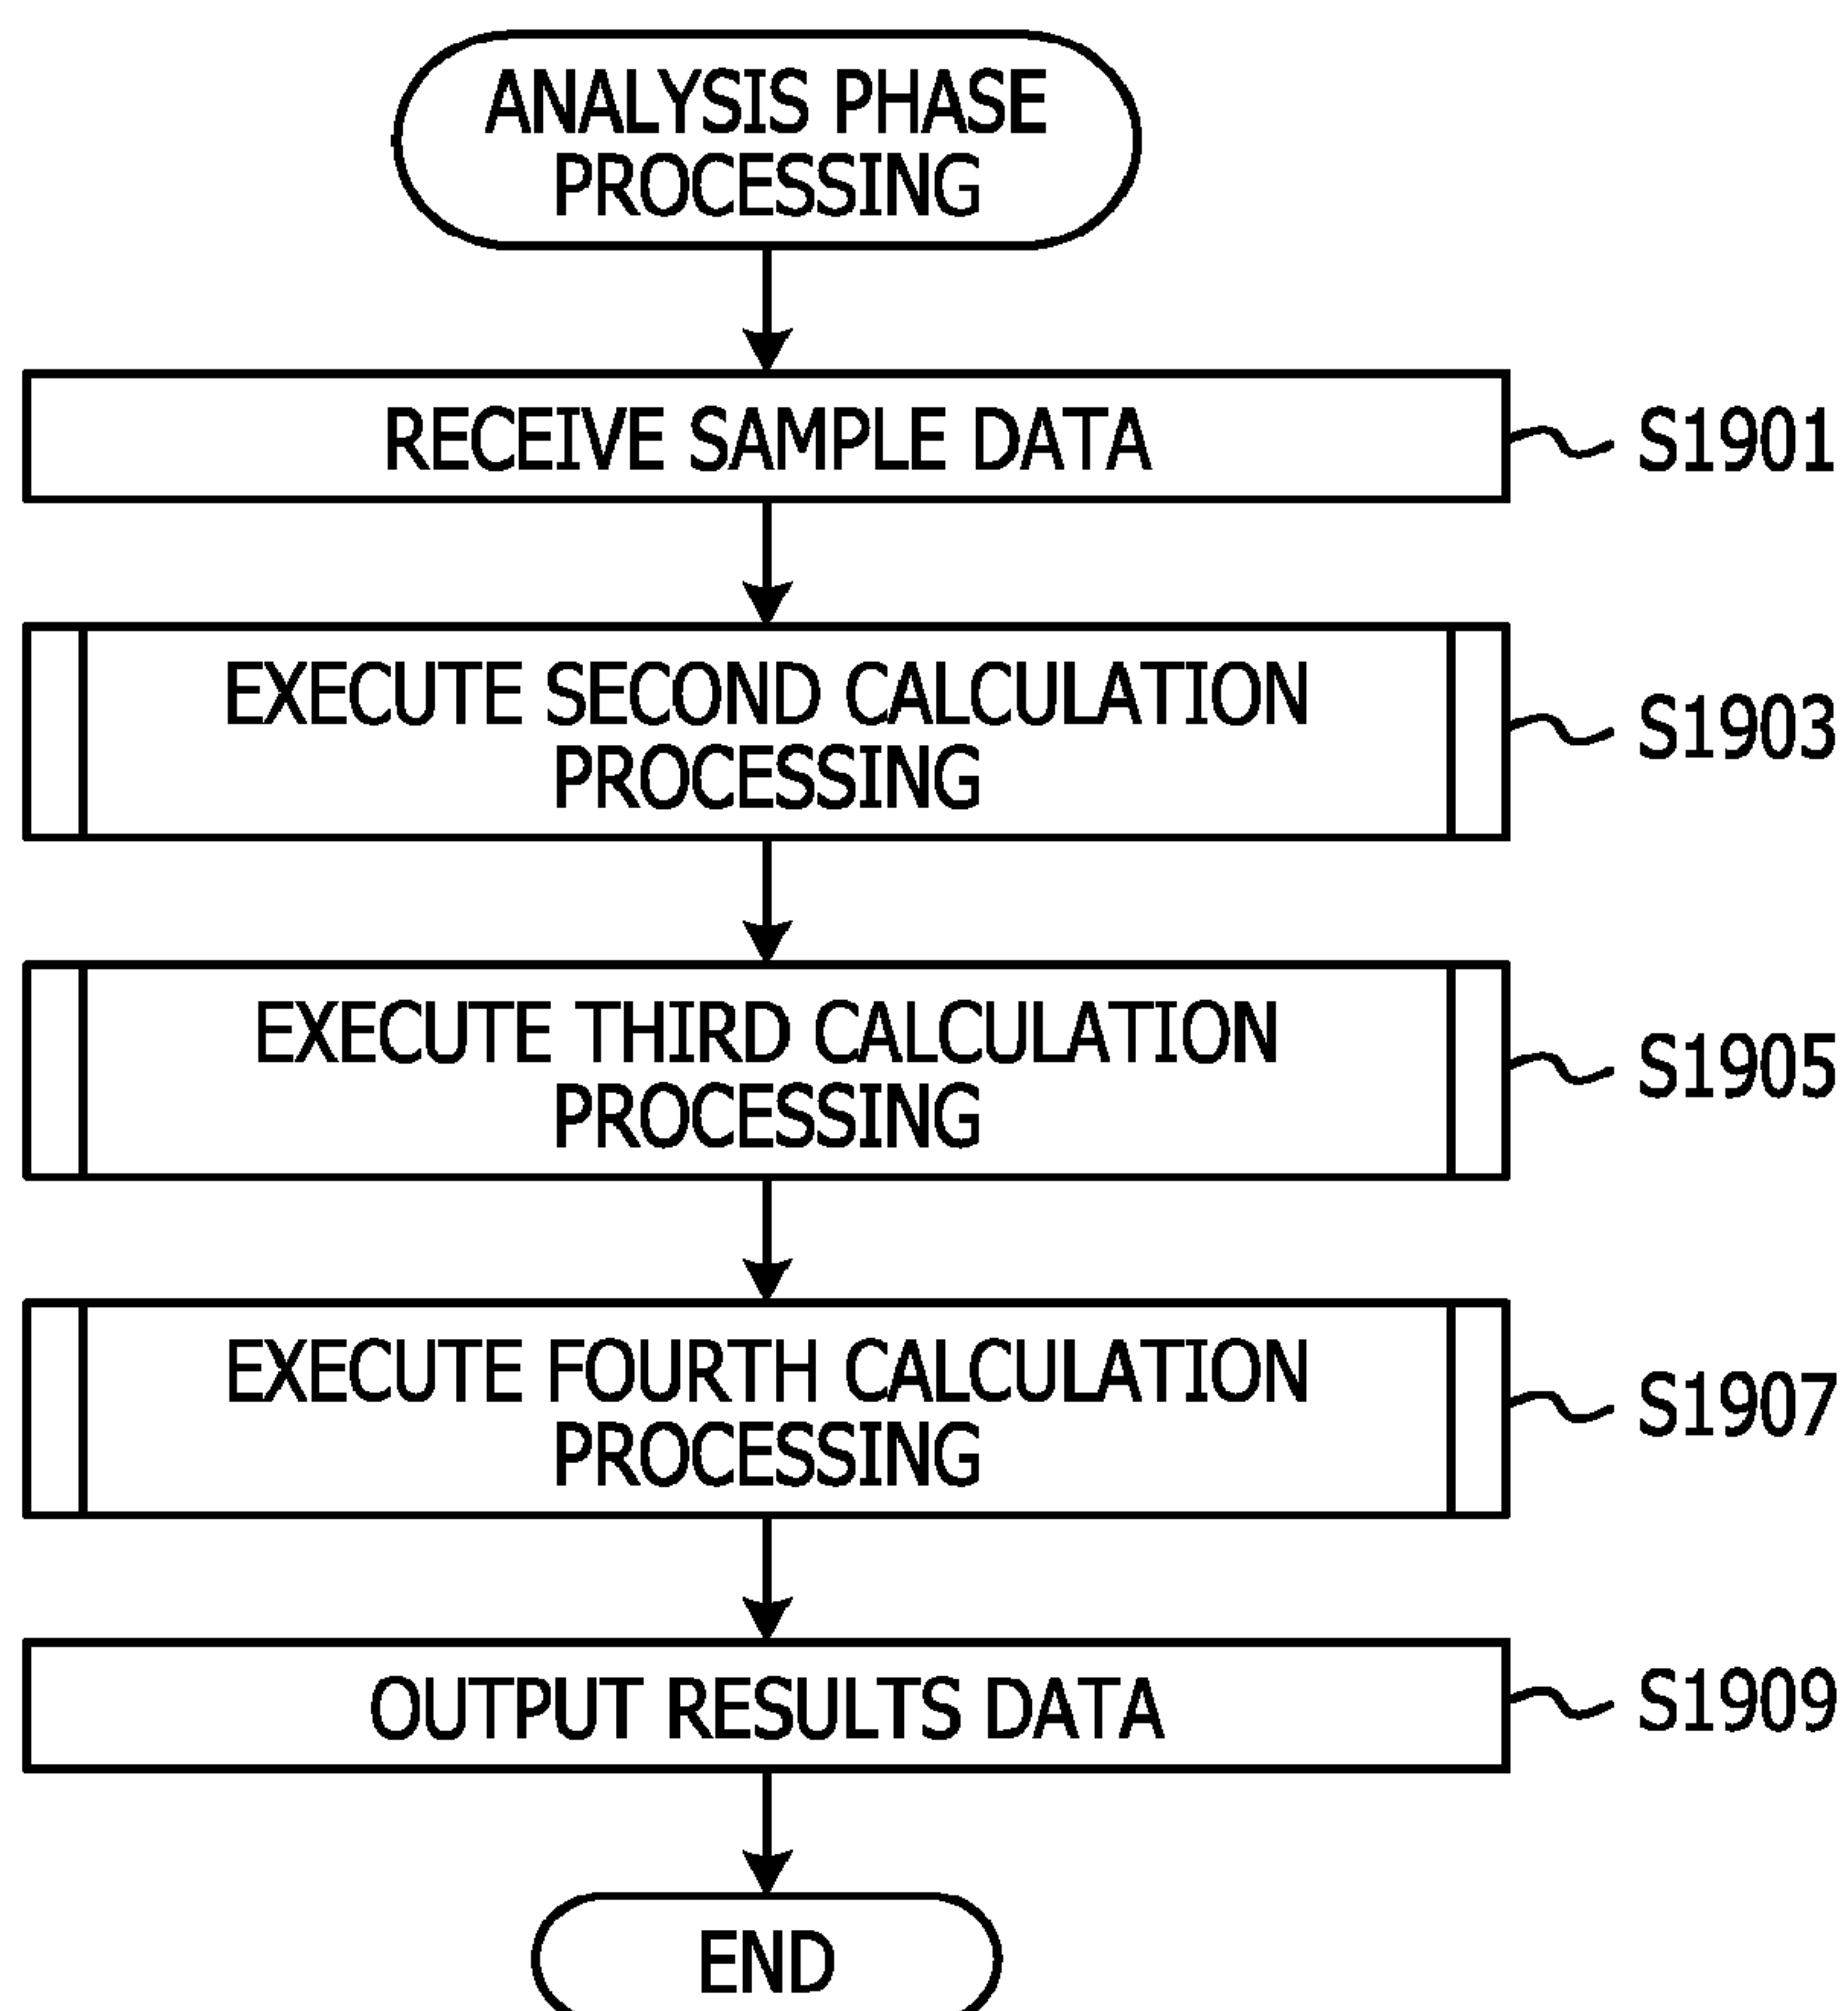 ANALYSIS PHASE
PROCESSING
RECEIVE SAMPLE DATA
S1901
EXECUTE SECOND CALCULATION
PROCESSING
S1903
EXECUTE THIRD CALCULATION
PROCESSING
S1905
EXECUTE FOURTH CALCULATION
PROCESSING
S1907
OUTPUT RESULTS DATA
S1909
END